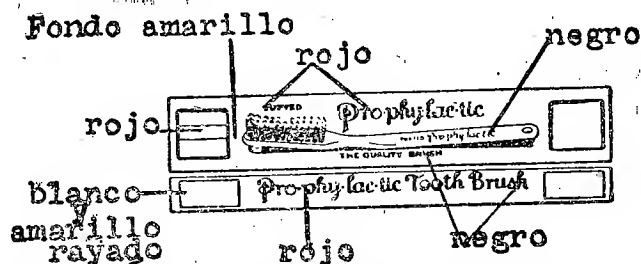 Fondo amarillo
rojo
negro
TUFTED
Pro-phy-lac-tic
rojo
THE QUALITY BRUSH
blanco
y
amarillo
rayado
Pro-phy-lac-tic Tooth Brush
rojo
negro